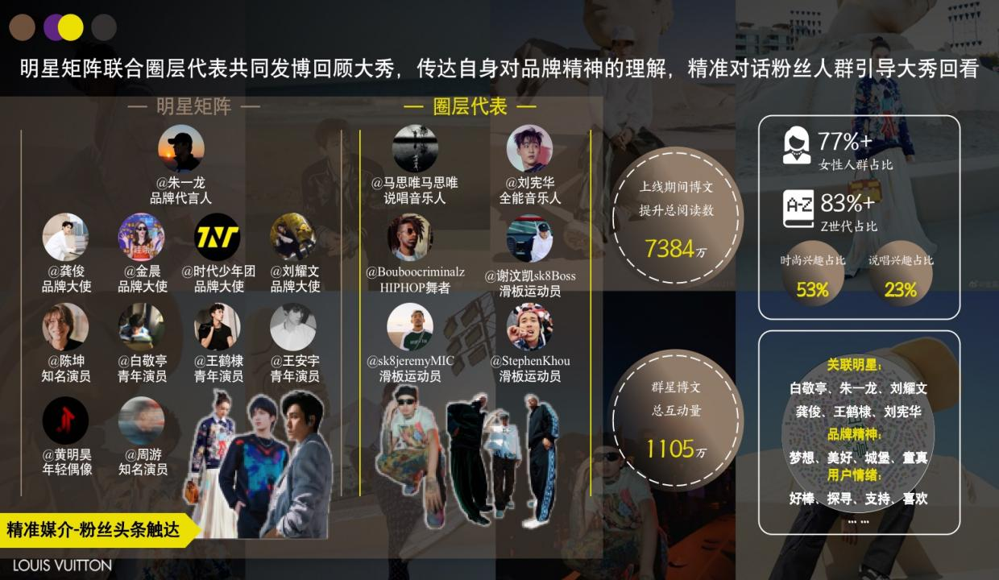 明星矩阵联合圈层代表共同发博回顾大秀，传达自身对品牌精神的理解，精准对话粉丝人群引导大秀回看
— 明星矩阵 —
@朱一龙
品牌代言人
@龚俊
品牌大使
@金晨
品牌大使
@时代少年团
品牌大使
@刘耀文
品牌大使
@陈坤
知名演员
@白敬亭
青年演员
@王鹤棣
青年演员
@王安宇
青年演员
@黄明昊
年轻偶像
@周游
知名演员
TNT
— 圈层代表 —
@马思唯马思唯
说唱音乐人
@刘宪华
全能音乐人
@Bouboocriminalz
HIPHOP舞者
@谢汶凯sk8Boss
滑板运动员
@sk8jeremyMIC
滑板运动员
@StephenKhou
滑板运动员
上线期间博文
提升总阅读数
7384万
群星博文
总互动量
1105万
77%+
女性人群占比
A-Z
83%+
Z世代占比
时尚兴趣占比
53%
说唱兴趣占比
23%
关联明星：
白敬亭、朱一龙、刘耀文
龚俊、王鹤棣、刘宪华
品牌精神：
梦想、美好、城堡、童真
用户情绪：
好棒、探寻、支持、喜欢
... ...
精准媒介-粉丝头条触达
LOUIS VUITTON